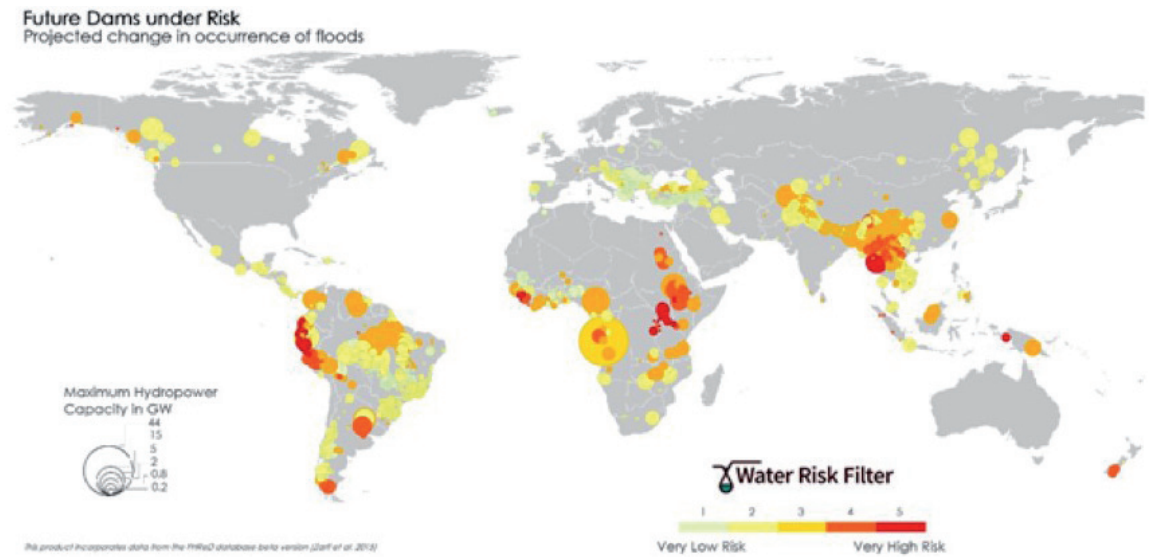 Future Dams under Risk
Projected change in occurrence of floods
Maximum Hydropower
Capacity in GW
44
15
5
2
0.8
0.2
Water Risk Filter
1 2 3 4 5
Very Low Risk Very High Risk
This product incorporates data from the FHReD database beta version (Zarfl et al. 2015)